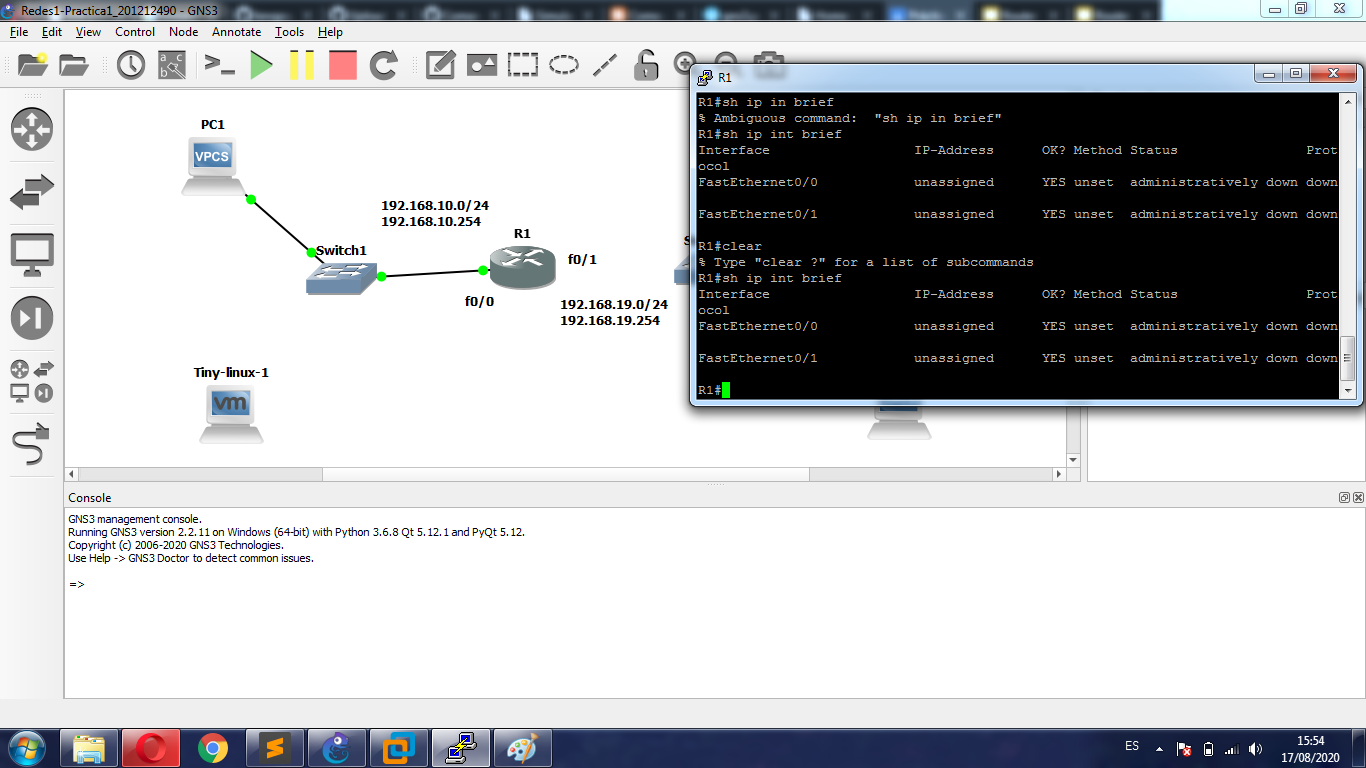 Redes1-Practica1_201212490 - GNS3
File Edit View Control Node Annotate Tools Help
PC1
VPCS
192.168.10.0/24
192.168.10.254
Switch1
R1
f0/1
f0/0
192.168.19.0/24
192.168.19.254
Tiny-linux-1
vm
R1
R1#sh ip in brief
% Ambiguous command:  "sh ip in brief"
R1#sh ip int brief
Interface                  IP-Address      OK? Method Status                Prot
ocol
FastEthernet0/0            unassigned      YES unset  administratively down down
FastEthernet0/1            unassigned      YES unset  administratively down down
R1#clear
% Type "clear ?" for a list of subcommands
R1#sh ip int brief
Interface                  IP-Address      OK? Method Status                Prot
ocol
FastEthernet0/0            unassigned      YES unset  administratively down down
FastEthernet0/1            unassigned      YES unset  administratively down down
R1#
Console
GNS3 management console.
Running GNS3 version 2.2.11 on Windows (64-bit) with Python 3.6.8 Qt 5.12.1 and PyQt 5.12.
Copyright (c) 2006-2020 GNS3 Technologies.
Use Help -> GNS3 Doctor to detect common issues.
=>
ES
15:54
17/08/2020